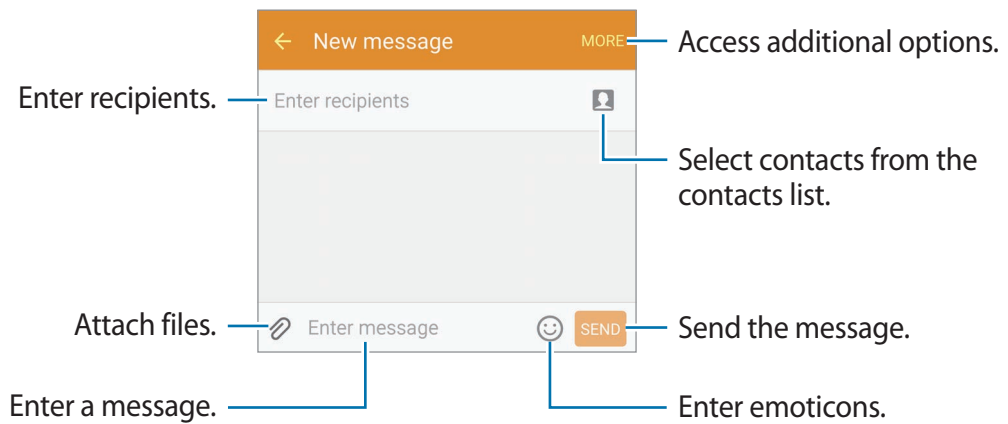 New message
MORE
Access additional options.
Enter recipients.
Enter recipients
Select contacts from the
contacts list.
Attach files.
Enter message
SEND
Send the message.
Enter a message.
Enter emoticons.